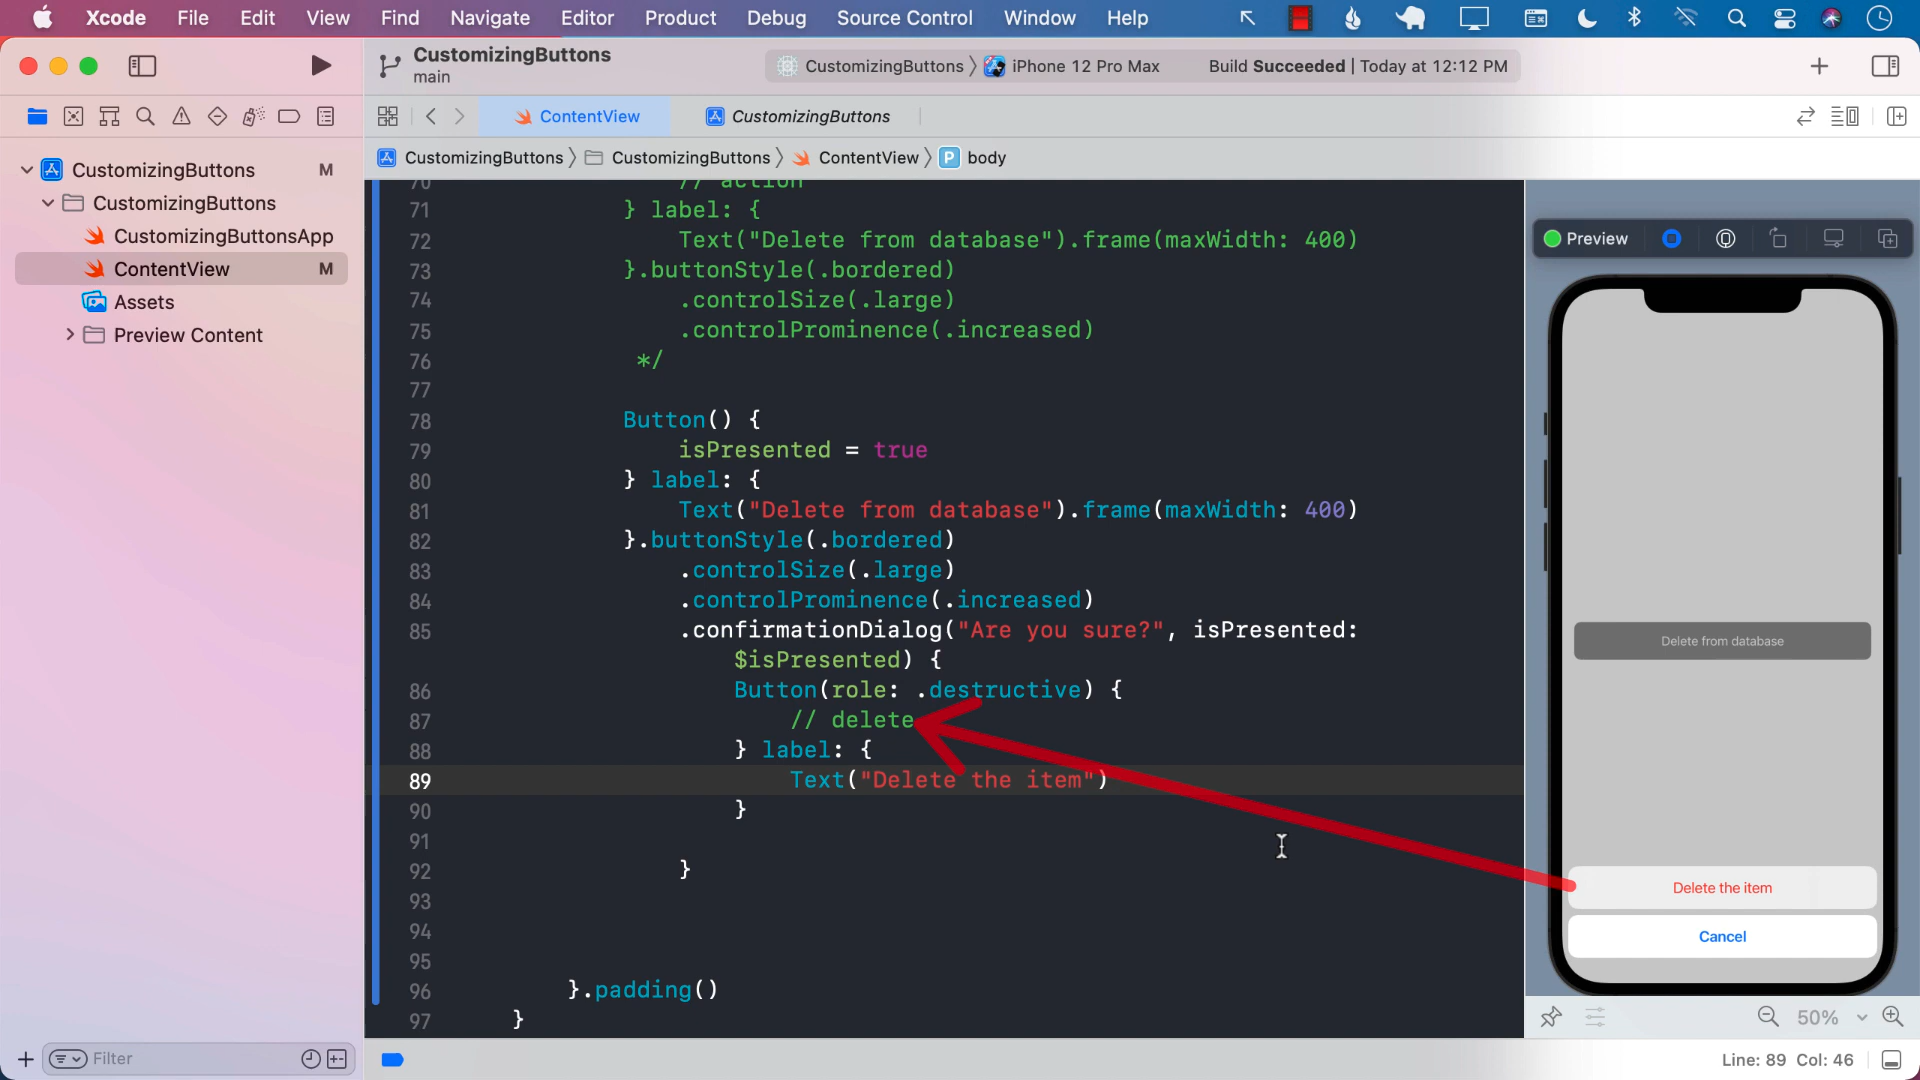 Xcode File Edit View Find Navigate Editor Product Debug Source Control Window Help
CustomizingButtons
main
CustomizingButtons 〉 iPhone 12 Pro Max Build Succeeded | Today at 12:12 PM
ContentView CustomizingButtons
CustomizingButtons 〉 CustomizingButtons 〉 ContentView 〉 P body
CustomizingButtons M
CustomizingButtons
CustomizingButtonsApp
ContentView M
Assets
Preview Content
70 // action
71 } label: {
72 Text("Delete from database").frame(maxWidth: 400)
73 }.buttonStyle(.bordered)
74 .controlSize(.large)
75 .controlProminence(.increased)
76 */
77
78 Button() {
79 isPresented = true
80 } label: {
81 Text("Delete from database").frame(maxWidth: 400)
82 }.buttonStyle(.bordered)
83 .controlSize(.large)
84 .controlProminence(.increased)
85 .confirmationDialog("Are you sure?", isPresented:
$isPresented) {
86 Button(role: .destructive) {
87 // delete
88 } label: {
89 Text("Delete the item")
90 }
91
92 }
93
94
95
96 }.padding()
97 }
Preview
Delete from database
Delete the item
Cancel
50%
Filter
Line: 89 Col: 46